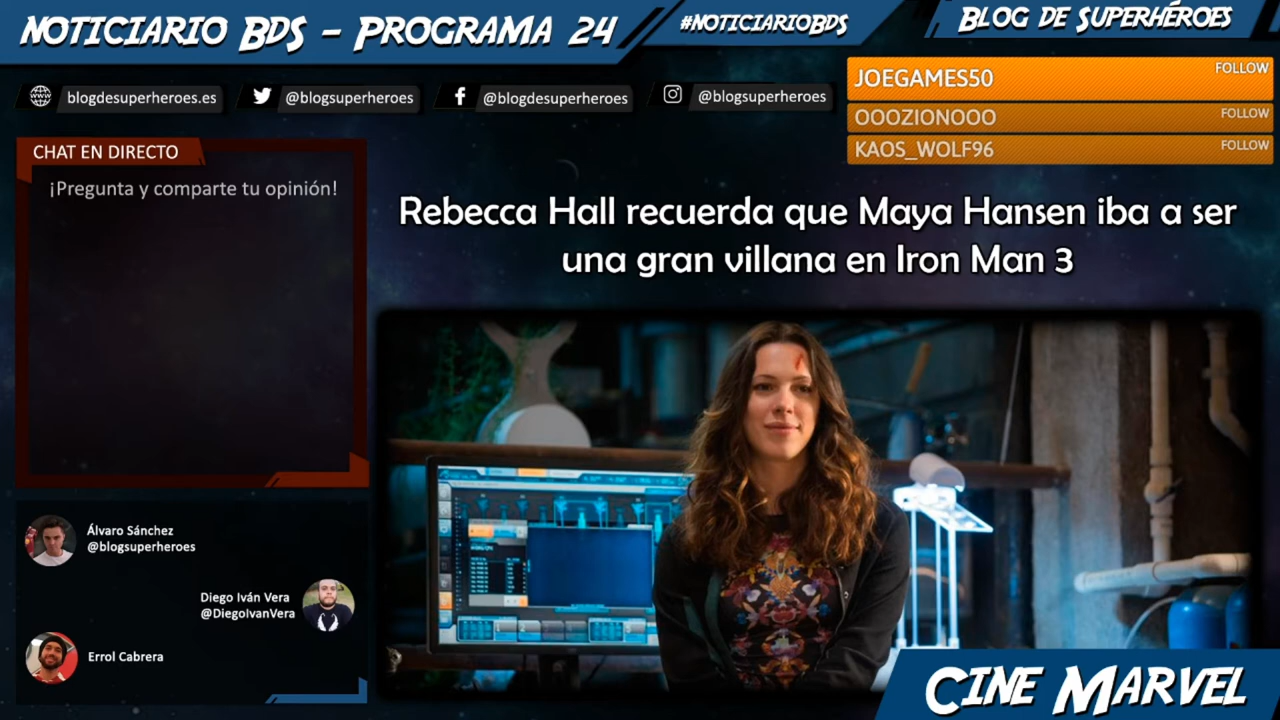 NOTICIARIO BDS - PROGRAMA 24
#NOTICIARIOBDS
BLOG DE SUPERHÉROES
www
blogdesuperheroes.es
@blogsuperheroes
@blogdesuperheroes
@blogsuperheroes
JOEGAMES50
FOLLOW
OOOZIONOOO
FOLLOW
KAOS_WOLF96
FOLLOW
CHAT EN DIRECTO
¡Pregunta y comparte tu opinión!
Rebecca Hall recuerda que Maya Hansen iba a ser
una gran villana en Iron Man 3
Álvaro Sánchez
@blogsuperheroes
Diego Iván Vera
@DiegoIvanVera
Errol Cabrera
CINE MARVEL